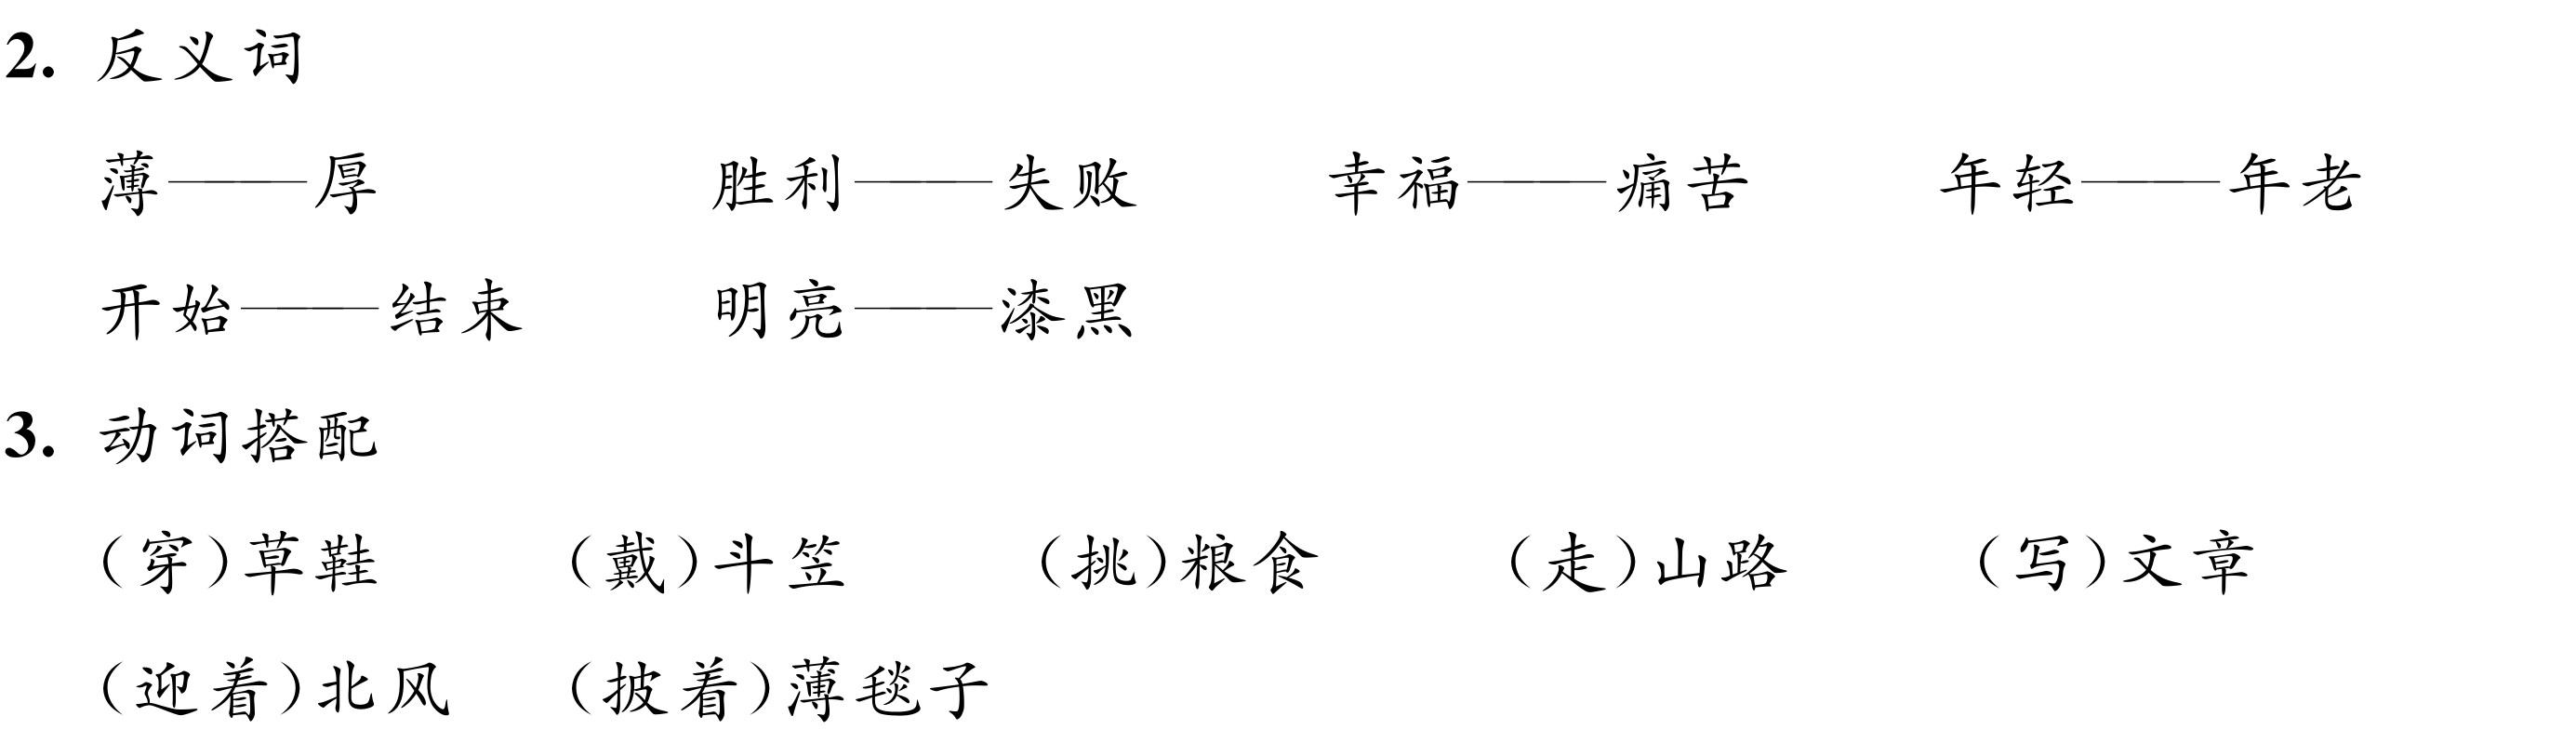 2. 反义词
薄——厚 胜利——失败 幸福——痛苦 年轻——年老
开始——结束 明亮——漆黑
3. 动词搭配
（穿）草鞋 （戴）斗笠 （挑）粮食 （走）山路 （写）文章
（迎着）北风 （披着）薄毯子